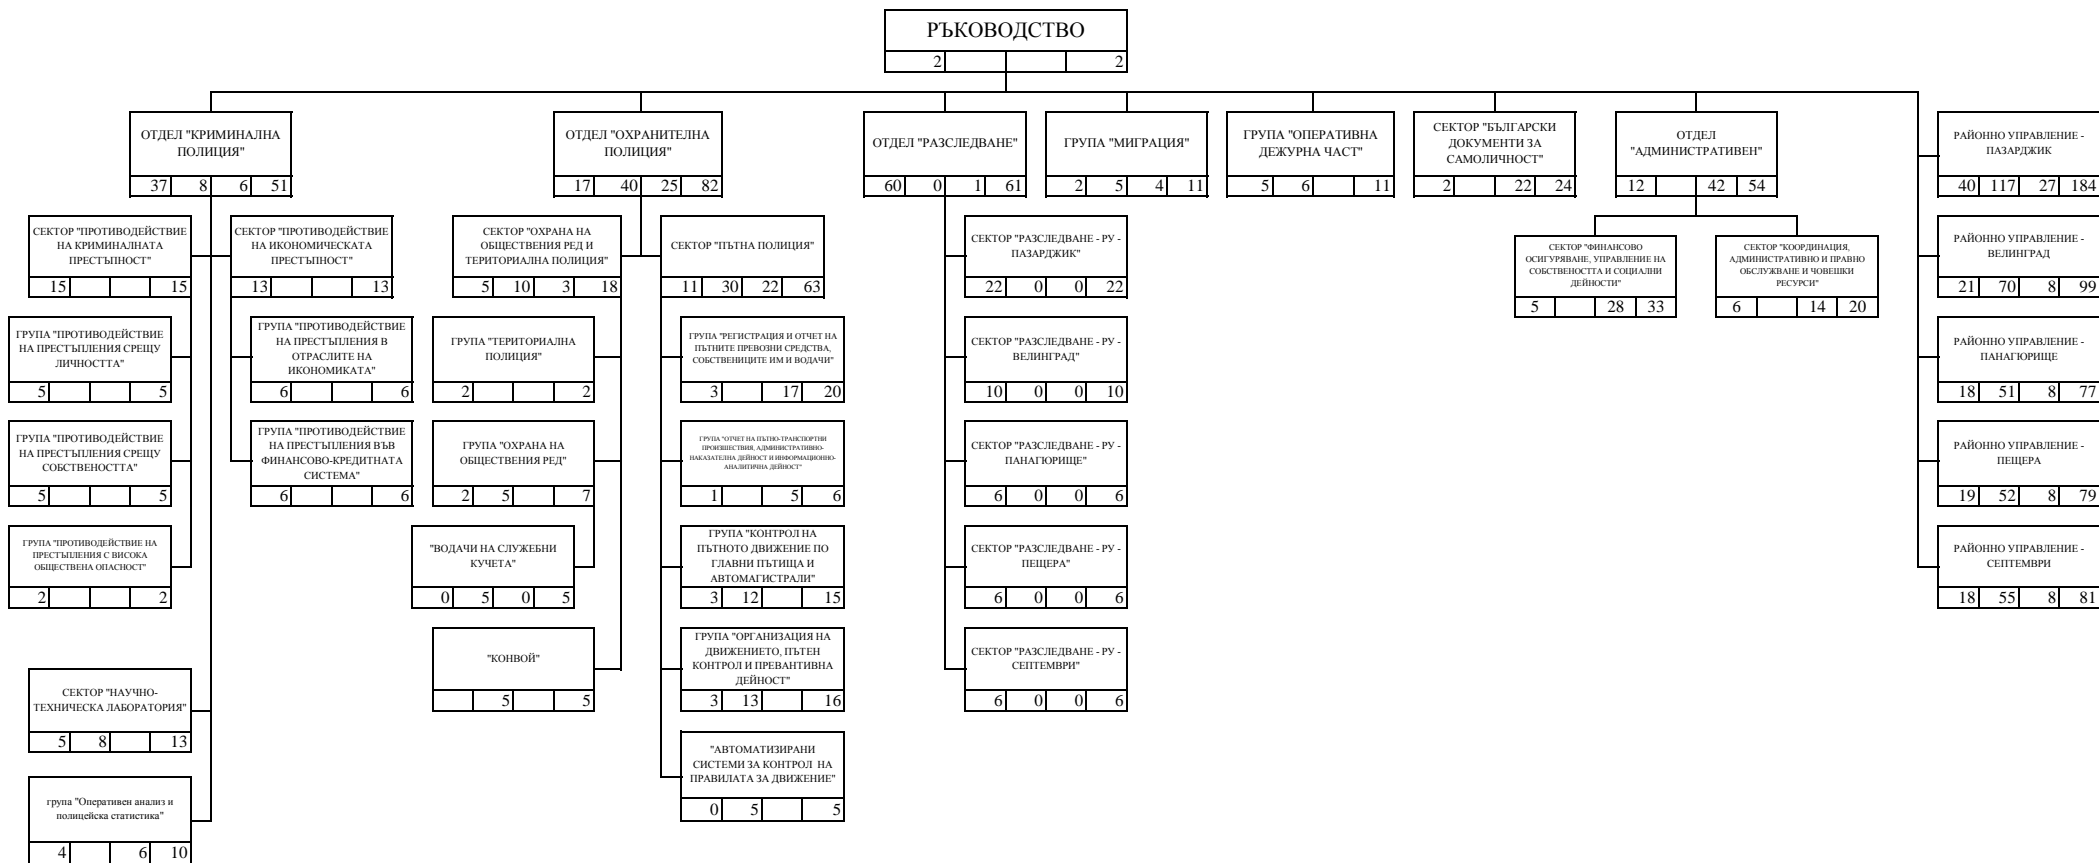 РЪКОВОДСТВО
2 2
ОТДЕЛ "КРИМИНАЛНА
ПОЛИЦИЯ"
37 8 6 51
ОТДЕЛ "ОХРАНИТЕЛНА
ПОЛИЦИЯ"
17 40 25 82
ОТДЕЛ "РАЗСЛЕДВАНЕ"
60 0 1 61
ГРУПА "МИГРАЦИЯ"
2 5 4 11
ГРУПА "ОПЕРАТИВНА
ДЕЖУРНА ЧАСТ"
5 6 11
СЕКТОР "БЪЛГАРСКИ
ДОКУМЕНТИ ЗА
САМОЛИЧНОСТ"
2 22 24
ОТДЕЛ
"АДМИНИСТРАТИВЕН"
12 42 54
РАЙОННО УПРАВЛЕНИЕ -
ПАЗАРДЖИК
40 117 27 184
СЕКТОР "ПРОТИВОДЕЙСТВИЕ
НА КРИМИНАЛНАТА
ПРЕСТЪПНОСТ"
15 15
СЕКТОР "ПРОТИВОДЕЙСТВИЕ
НА ИКОНОМИЧЕСКАТА
ПРЕСТЪПНОСТ"
13 13
СЕКТОР "ОХРАНА НА
ОБЩЕСТВЕНИЯ РЕД И
ТЕРИТОРИАЛНА ПОЛИЦИЯ"
5 10 3 18
СЕКТОР "ПЪТНА ПОЛИЦИЯ"
11 30 22 63
СЕКТОР "РАЗСЛЕДВАНЕ - РУ -
ПАЗАРДЖИК"
22 0 0 22
СЕКТОР "ФИНАНСОВО
ОСИГУРЯВАНЕ, УПРАВЛЕНИЕ НА
СОБСТВЕНОСТТА И СОЦИАЛНИ
ДЕЙНОСТИ"
5 28 33
СЕКТОР "КООРДИНАЦИЯ,
АДМИНИСТРАТИВНО И ПРАВНО
ОБСЛУЖВАНЕ И ЧОВЕШКИ
РЕСУРСИ"
6 14 20
РАЙОННО УПРАВЛЕНИЕ -
ВЕЛИНГРАД
21 70 8 99
ГРУПА "ПРОТИВОДЕЙСТВИЕ
НА ПРЕСТЪПЛЕНИЯ СРЕЩУ
ЛИЧНОСТТА"
5 5
ГРУПА "ПРОТИВОДЕЙСТВИЕ
НА ПРЕСТЪПЛЕНИЯ В
ОТРАСЛИТЕ НА
ИКОНОМИКАТА"
6 6
ГРУПА "ТЕРИТОРИАЛНА
ПОЛИЦИЯ"
2 2
ГРУПА "РЕГИСТРАЦИЯ И ОТЧЕТ НА
ПЪТНИТЕ ПРЕВОЗНИ СРЕДСТВА,
СОБСТВЕНИЦИТЕ ИМ И ВОДАЧИ"
3 17 20
СЕКТОР "РАЗСЛЕДВАНЕ - РУ -
ВЕЛИНГРАД"
10 0 0 10
РАЙОННО УПРАВЛЕНИЕ -
ПАНАГЮРИЩЕ
18 51 8 77
ГРУПА "ПРОТИВОДЕЙСТВИЕ
НА ПРЕСТЪПЛЕНИЯ СРЕЩУ
СОБСТВЕНОСТТА"
5 5
ГРУПА "ПРОТИВОДЕЙСТВИЕ
НА ПРЕСТЪПЛЕНИЯ ВЪВ
ФИНАНСОВО-КРЕДИТНАТА
СИСТЕМА"
6 6
ГРУПА "ОХРАНА НА
ОБЩЕСТВЕНИЯ РЕД"
2 5 7
ГРУПА "ОТЧЕТ НА ПЪТНО-ТРАНСПОРТНИ
ПРОИЗШЕСТВИЯ, АДМИНИСТРАТИВНО-
НАКАЗАТЕЛНА ДЕЙНОСТ И ИНФОРМАЦИОННО-
АНАЛИТИЧНА ДЕЙНОСТ"
1 5 6
СЕКТОР "РАЗСЛЕДВАНЕ - РУ -
ПАНАГЮРИЩЕ"
6 0 0 6
РАЙОННО УПРАВЛЕНИЕ -
ПЕЩЕРА
19 52 8 79
ГРУПА "ПРОТИВОДЕЙСТВИЕ НА
ПРЕСТЪПЛЕНИЯ С ВИСОКА
ОБЩЕСТВЕНА ОПАСНОСТ"
2 2
"ВОДАЧИ НА СЛУЖЕБНИ
КУЧЕТА"
0 5 0 5
ГРУПА "КОНТРОЛ НА
ПЪТНОТО ДВИЖЕНИЕ ПО
ГЛАВНИ ПЪТИЩА И
АВТОМАГИСТРАЛИ"
3 12 15
СЕКТОР "РАЗСЛЕДВАНЕ - РУ -
ПЕЩЕРА"
6 0 0 6
РАЙОННО УПРАВЛЕНИЕ -
СЕПТЕМВРИ
18 55 8 81
"КОНВОЙ"
5 5
ГРУПА "ОРГАНИЗАЦИЯ НА
ДВИЖЕНИЕТО, ПЪТЕН
КОНТРОЛ И ПРЕВАНТИВНА
ДЕЙНОСТ"
3 13 16
СЕКТОР "РАЗСЛЕДВАНЕ - РУ -
СЕПТЕМВРИ"
6 0 0 6
СЕКТОР "НАУЧНО-
ТЕХНИЧЕСКА ЛАБОРАТОРИЯ"
5 8 13
"АВТОМАТИЗИРАНИ
СИСТЕМИ ЗА КОНТРОЛ НА
ПРАВИЛАТА ЗА ДВИЖЕНИЕ"
0 5 5
група "Оперативен анализ и
полицейска статистика"
4 6 10